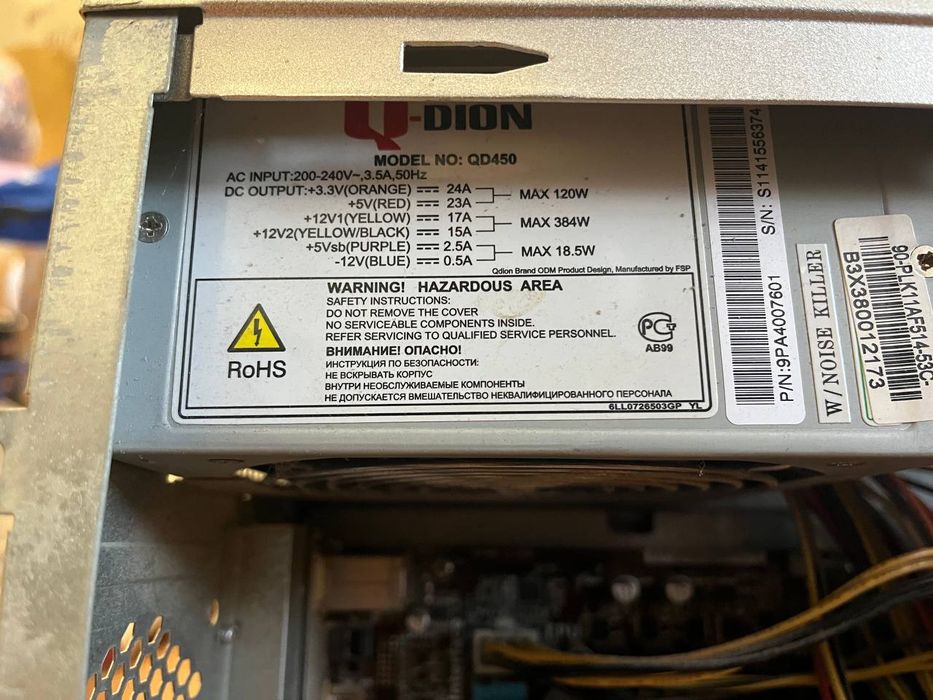 Q-DION
MODEL NO: QD450
AC INPUT:200-240V~,3.5A,50Hz
DC OUTPUT:+3.3V(ORANGE) 24A
+5V(RED) 23A
MAX 120W
+12V1(YELLOW) 17A
+12V2(YELLOW/BLACK) 15A
MAX 384W
+5Vsb(PURPLE) 2.5A
-12V(BLUE) 0.5A
MAX 18.5W
Qdion Brand ODM Product Design, Manufactured by FSP
WARNING! HAZARDOUS AREA
SAFETY INSTRUCTIONS:
DO NOT REMOVE THE COVER
NO SERVICEABLE COMPONENTS INSIDE.
REFER SERVICING TO QUALIFIED SERVICE PERSONNEL.
ВНИМАНИЕ! ОПАСНО!
ИНСТРУКЦИЯ ПО БЕЗОПАСНОСТИ:
НЕ ВСКРЫВАТЬ КОРПУС
ВНУТРИ НЕОБСЛУЖИВАЕМЫЕ КОМПОНЕНТЫ
НЕ ДОПУСКАЕТСЯ ВМЕШАТЕЛЬСТВО НЕКВАЛИФИЦИРОВАННОГО ПЕРСОНАЛА
RoHS
АВ99
6LL0726503GP YL
P/N:9PA4007601
S/N: S1141556374
W/NOISE KILLER
B3X380012173
90-PLK11AF514-53C